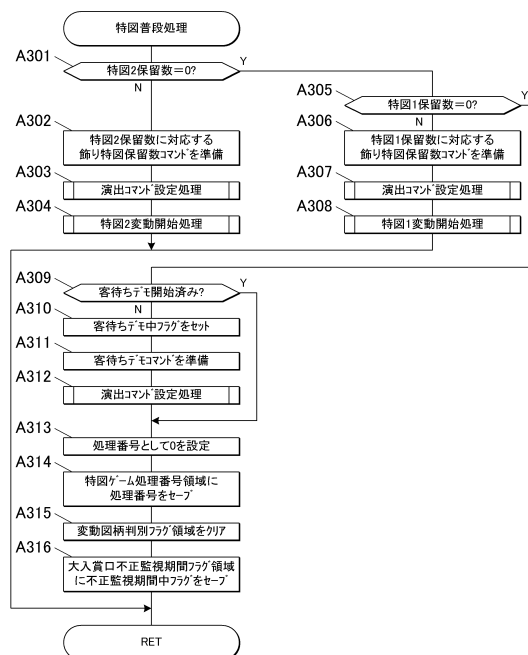 特図普段処理
A301
特図2保留数=0?
Y
N
A305
特図1保留数=0?
Y
N
A302
特図2保留数に対応する
飾り特図保留数コマンドを準備
A306
特図1保留数に対応する
飾り特図保留数コマンドを準備
A303
演出コマンド設定処理
A307
演出コマンド設定処理
A304
特図2変動開始処理
A308
特図1変動開始処理
A309
客待ちデモ開始済み?
Y
N
A310
客待ちデモ中フラグをセット
A311
客待ちデモコマンドを準備
A312
演出コマンド設定処理
A313
処理番号として0を設定
A314
特図ゲーム処理番号領域に
処理番号をセーブ
A315
変動図柄判別フラグ領域をクリア
A316
大入賞口不正監視期間フラグ領域
に不正監視期間中フラグをセーブ
RET